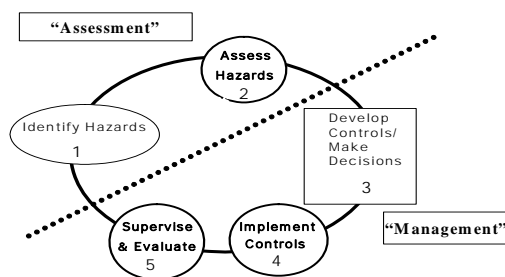 “Assessment”
Assess
Hazards
2
Identify Hazards
1
Develop
Controls/
Make
Decisions
3
“Management”
Implement
Controls
4
Supervise
& Evaluate
5